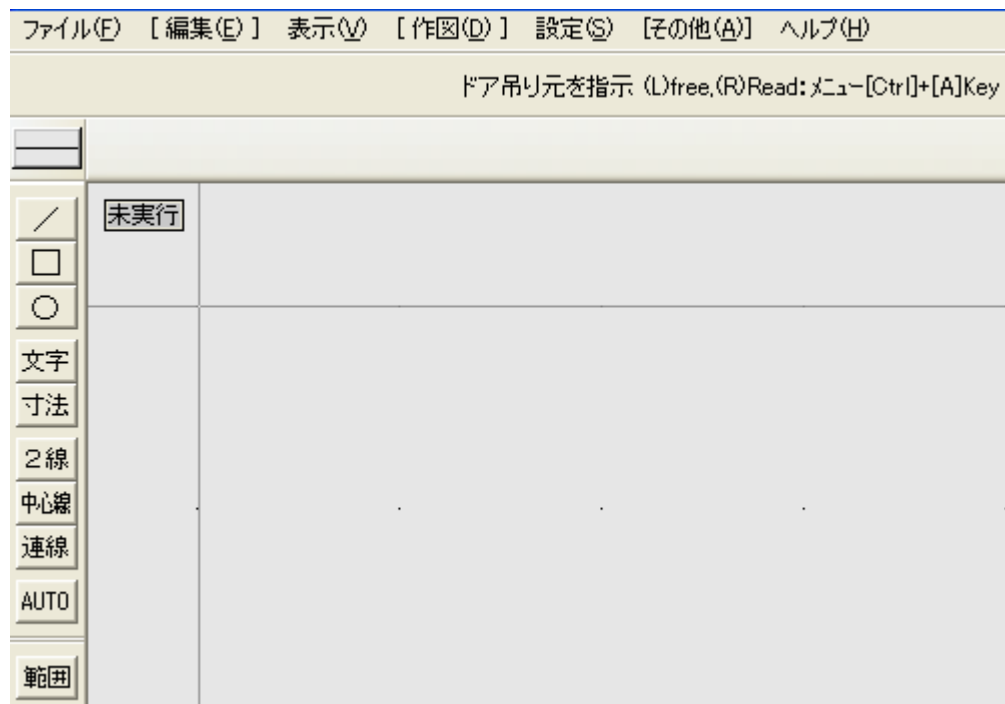 ファイル(F) [ 編集(E) ] 表示(V) [ 作図(D) ] 設定(S) [その他(A)] ヘルプ(H)
ドア吊り元を指示 (L)free,(R)Read:メニュー[Ctrl]+[A]Key
未実行
文字
寸法
2線
中心線
連線
AUTO
範囲